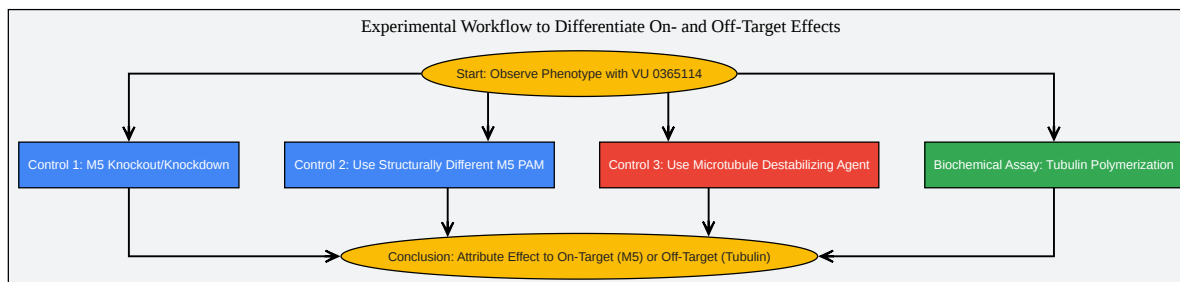 Experimental Workflow to Differentiate On- and Off-Target Effects
Start: Observe Phenotype with VU 0365114
Control 1: M5 Knockout/Knockdown
Control 2: Use Structurally Different M5 PAM
Control 3: Use Microtubule Destabilizing Agent
Biochemical Assay: Tubulin Polymerization
Conclusion: Attribute Effect to On-Target (M5) or Off-Target (Tubulin)